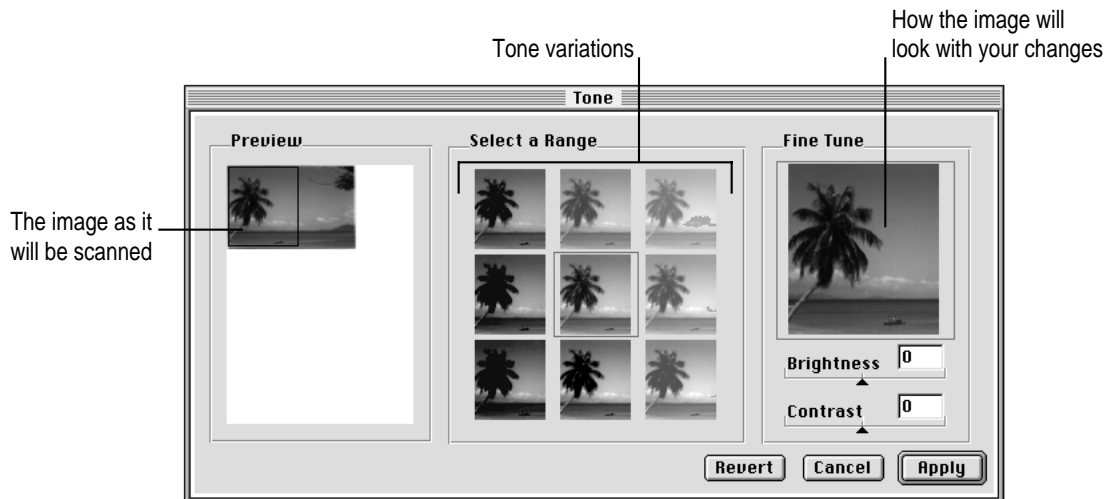 How the image will
look with your changes
Tone variations
Tone
Preview
Select a Range
Fine Tune
The image as it
will be scanned
Brightness 0
Contrast 0
Revert Cancel Apply